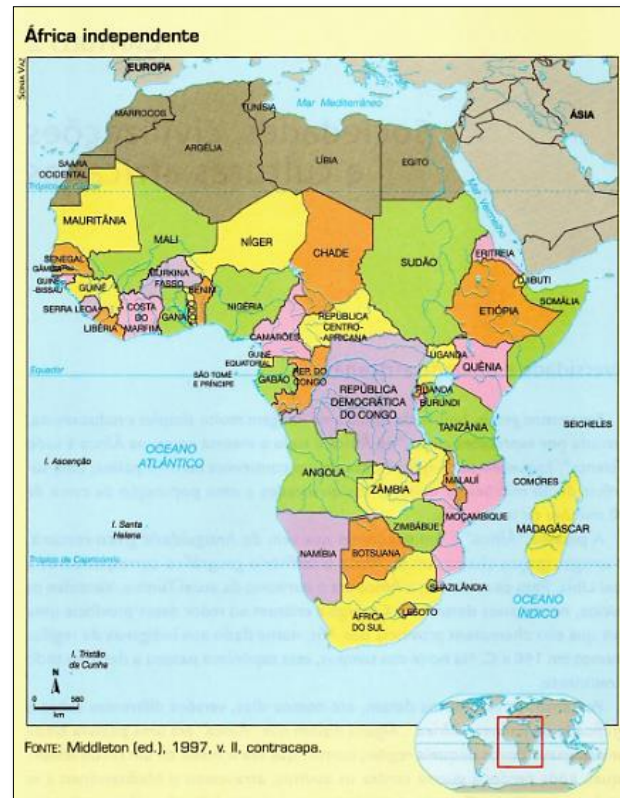 África independente
SONIA VAZ
EUROPA
ÁSIA
Mar Mediterrâneo
MARROCOS
TUNÍSIA
ARGÉLIA
LÍBIA
EGITO
SAARA
OCIDENTAL
Trópico de Câncer
Mar Vermelho
MAURITÂNIA
MALI
NÍGER
CHADE
SUDÃO
ERITREIA
DJIBUTI
SENEGAL
GÂMBIA
GUINÉ
-BISSAU
GUINÉ
BURKINA
FASSO
BENIN
TOGO
SERRA LEOA
COSTA
DO
MARFIM
GANA
NIGÉRIA
LIBÉRIA
ETIÓPIA
SOMÁLIA
REPÚBLICA
CENTRO-
AFRICANA
CAMARÕES
GUINÉ
EQUATORIAL
UGANDA
QUÊNIA
Equador
SÃO TOMÉ
E PRÍNCIPE
GABÃO
REP. DO
CONGO
REPÚBLICA
DEMOCRÁTICA
DO CONGO
RUANDA
BURUNDI
TANZÂNIA
SEICHELES
OCEANO
ATLÂNTICO
I. Ascenção
ANGOLA
ZÂMBIA
MALAUÍ
COMORES
MOÇAMBIQUE
I. Santa
Helena
ZIMBÁBUE
MADAGÁSCAR
NAMÍBIA
BOTSUANA
Trópico de Capricórnio
SUAZILÂNDIA
OCEANO
ÍNDICO
ÁFRICA
DO SUL
LESOTO
I. Tristão
da Cunha
N
0 580
km
FONTE: Middleton (ed.), 1997, v. II, contracapa.